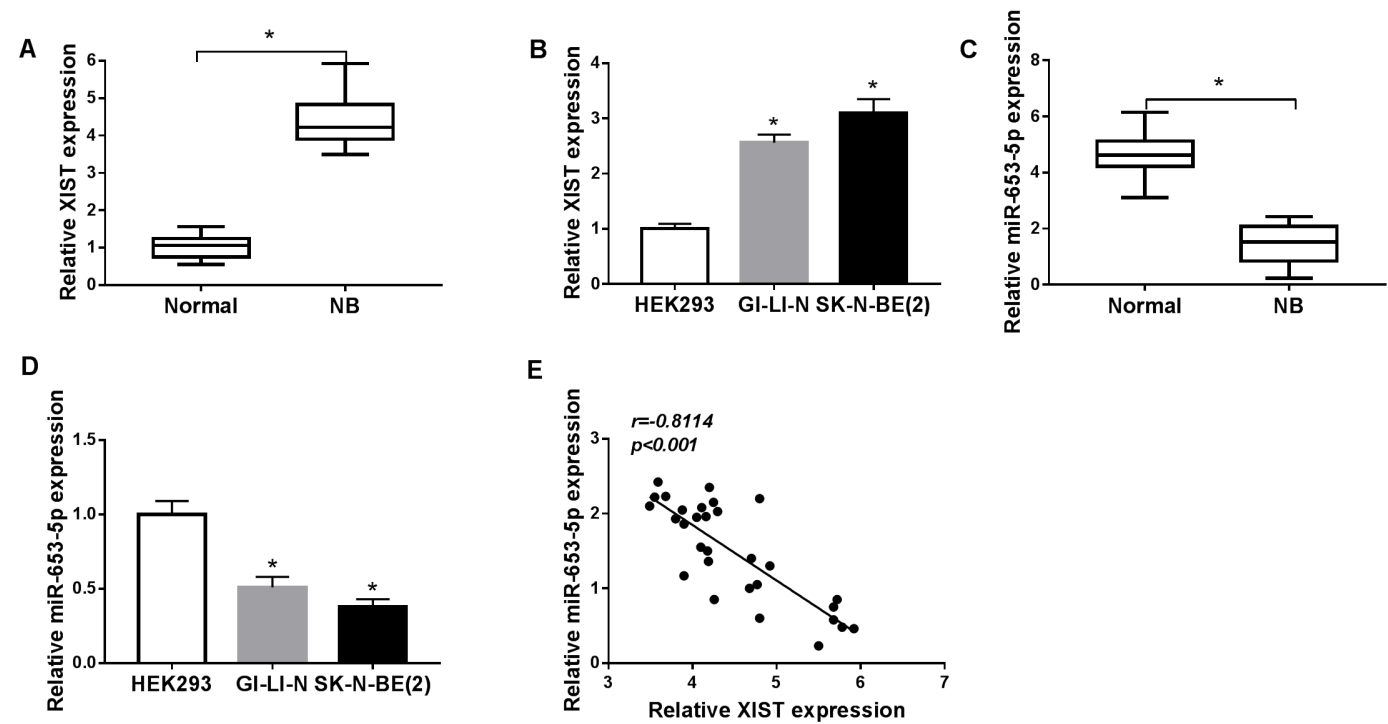 A
Relative XIST expression
6
5
4
3
2
1
0
*
Normal NB
B
Relative XIST expression
4
3
2
1
0
*
*
HEK293 GI-LI-N SK-N-BE(2)
C
Relative miR-653-5p expression
8
6
4
2
0
*
Normal NB
D
Relative miR-653-5p expression
1.5
1.0
0.5
0.0
*
*
HEK293 GI-LI-N SK-N-BE(2)
E
Relative miR-653-5p expression
r=-0.8114
p<0.001
3
2
1
0
3 4 5 6 7
Relative XIST expression